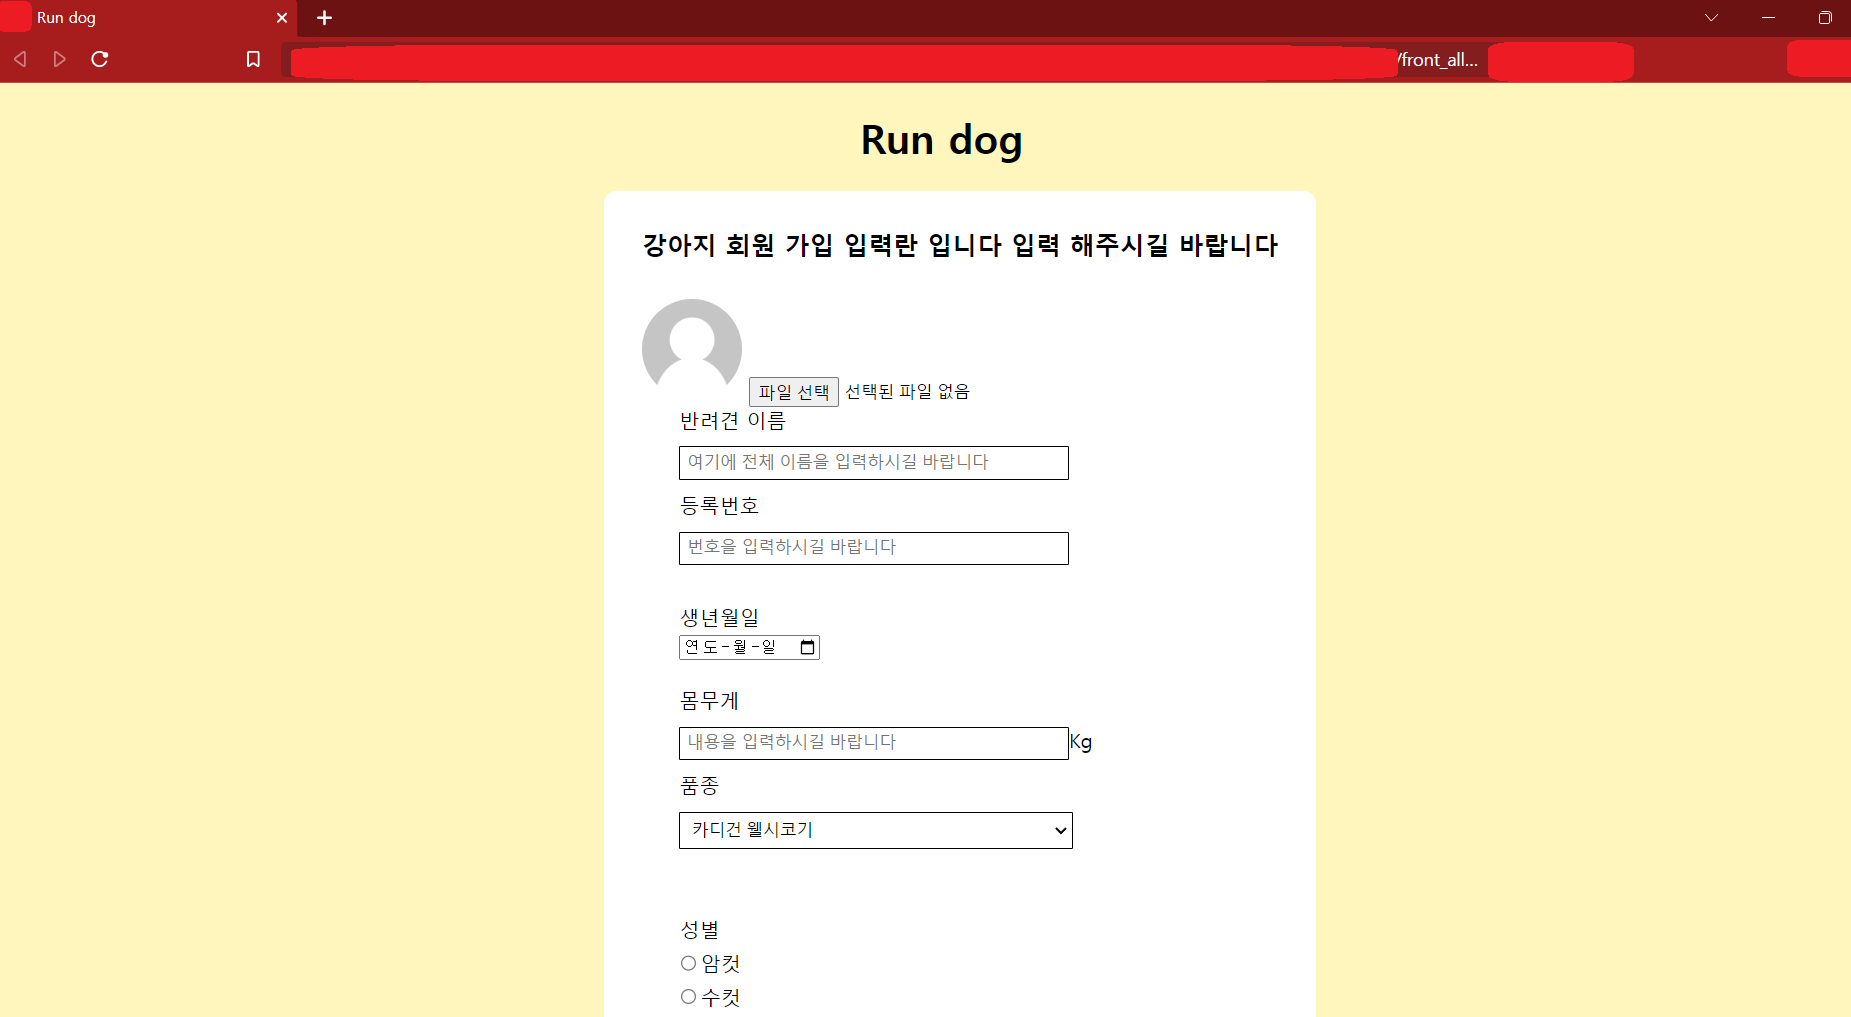 Run dog
/front_all...
Run dog
강아지 회원 가입 입력란 입니다 입력 해주시길 바랍니다
파일 선택 선택된 파일 없음
반려견 이름
여기에 전체 이름을 입력하시길 바랍니다
등록번호
번호을 입력하시길 바랍니다
생년월일
연도-월-일
몸무게
내용을 입력하시길 바랍니다 Kg
품종
카디건 웰시코기
성별
암컷
수컷